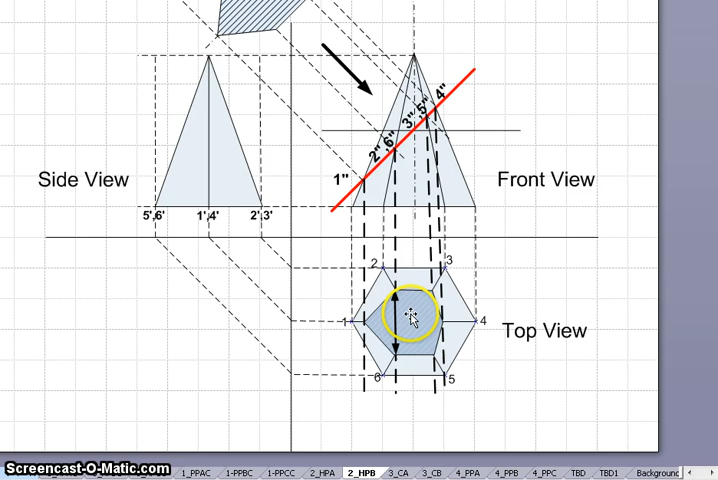 4"
3",5"
2",6"
1"
Side View
Front View
5',6' 1',4' 2',3'
2 3
1 4
Top View
6 5
Screencast-O-Matic.com
1_PPAC 1-PPBC 1-PPCC 2_HPA 2_HPB 3_CA 3_CB 4_PPA 4_PPB 4_PPC TBD TBD1 Background